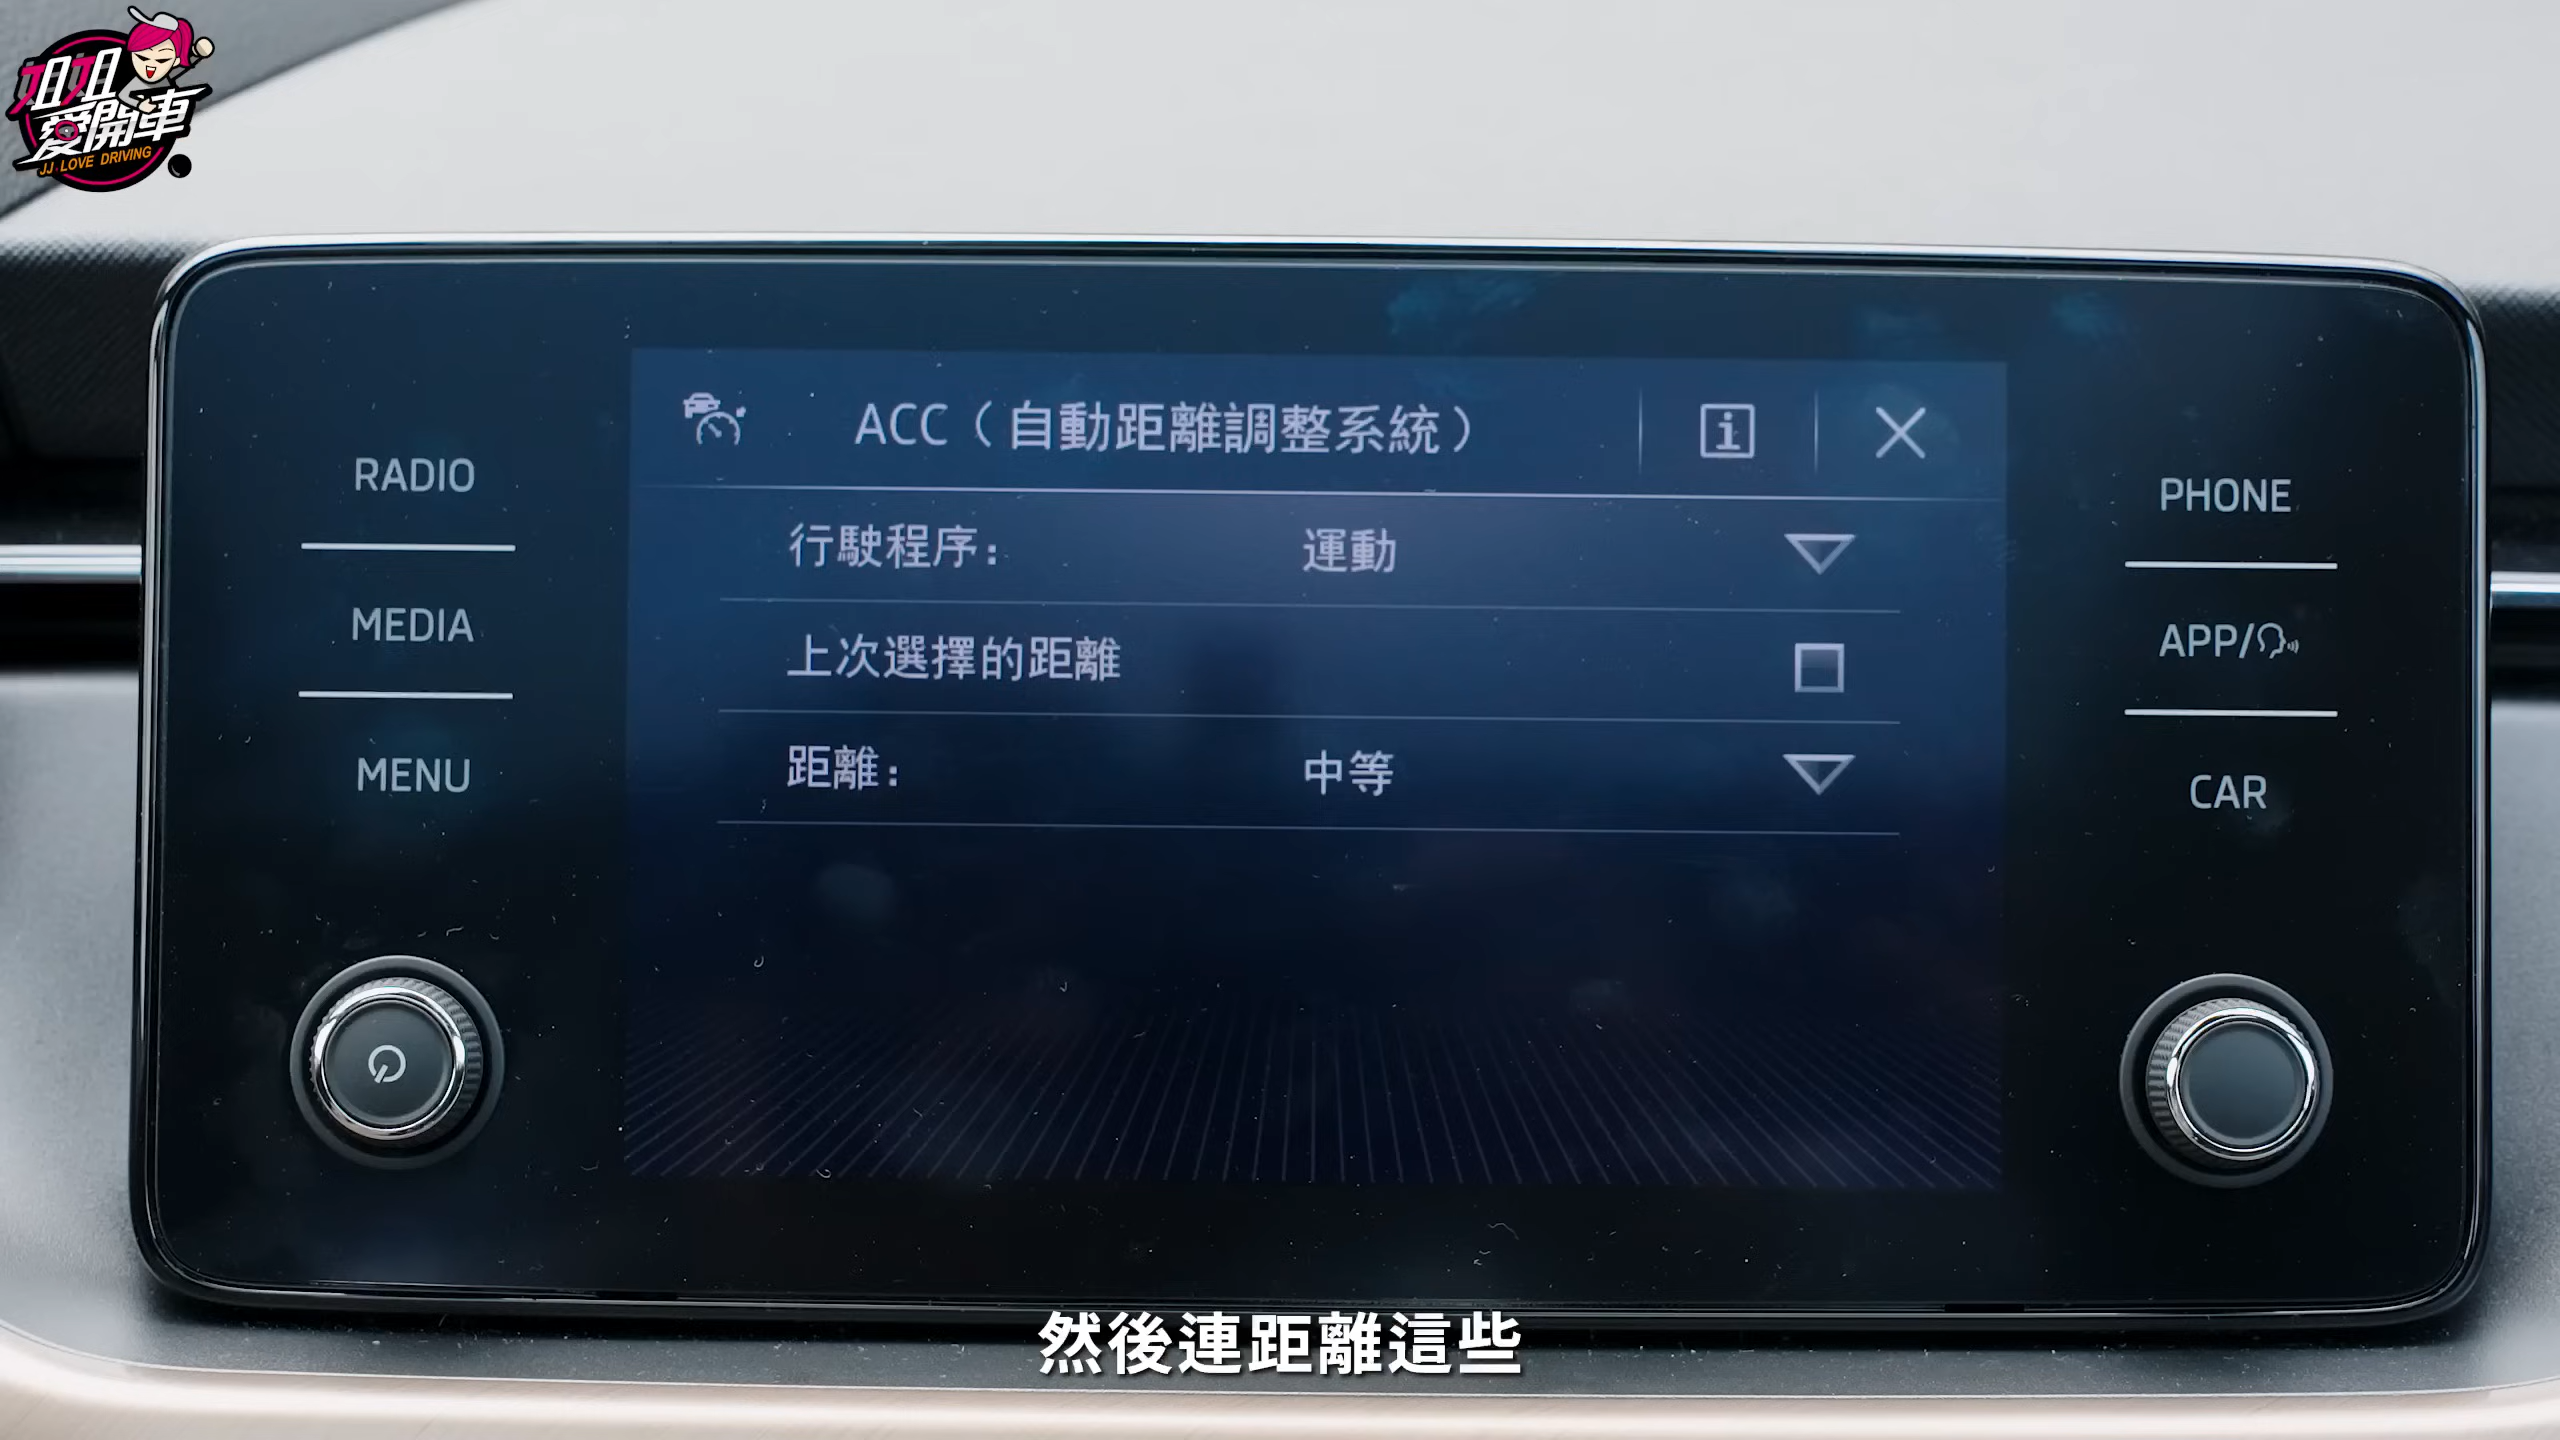 姐姐
愛開車
JJ LOVE DRIVING
ACC（自動距離調整系統）
行駛程序：
運動
上次選擇的距離
距離：
中等
RADIO
MEDIA
MENU
PHONE
APP/
CAR
然後連距離這些